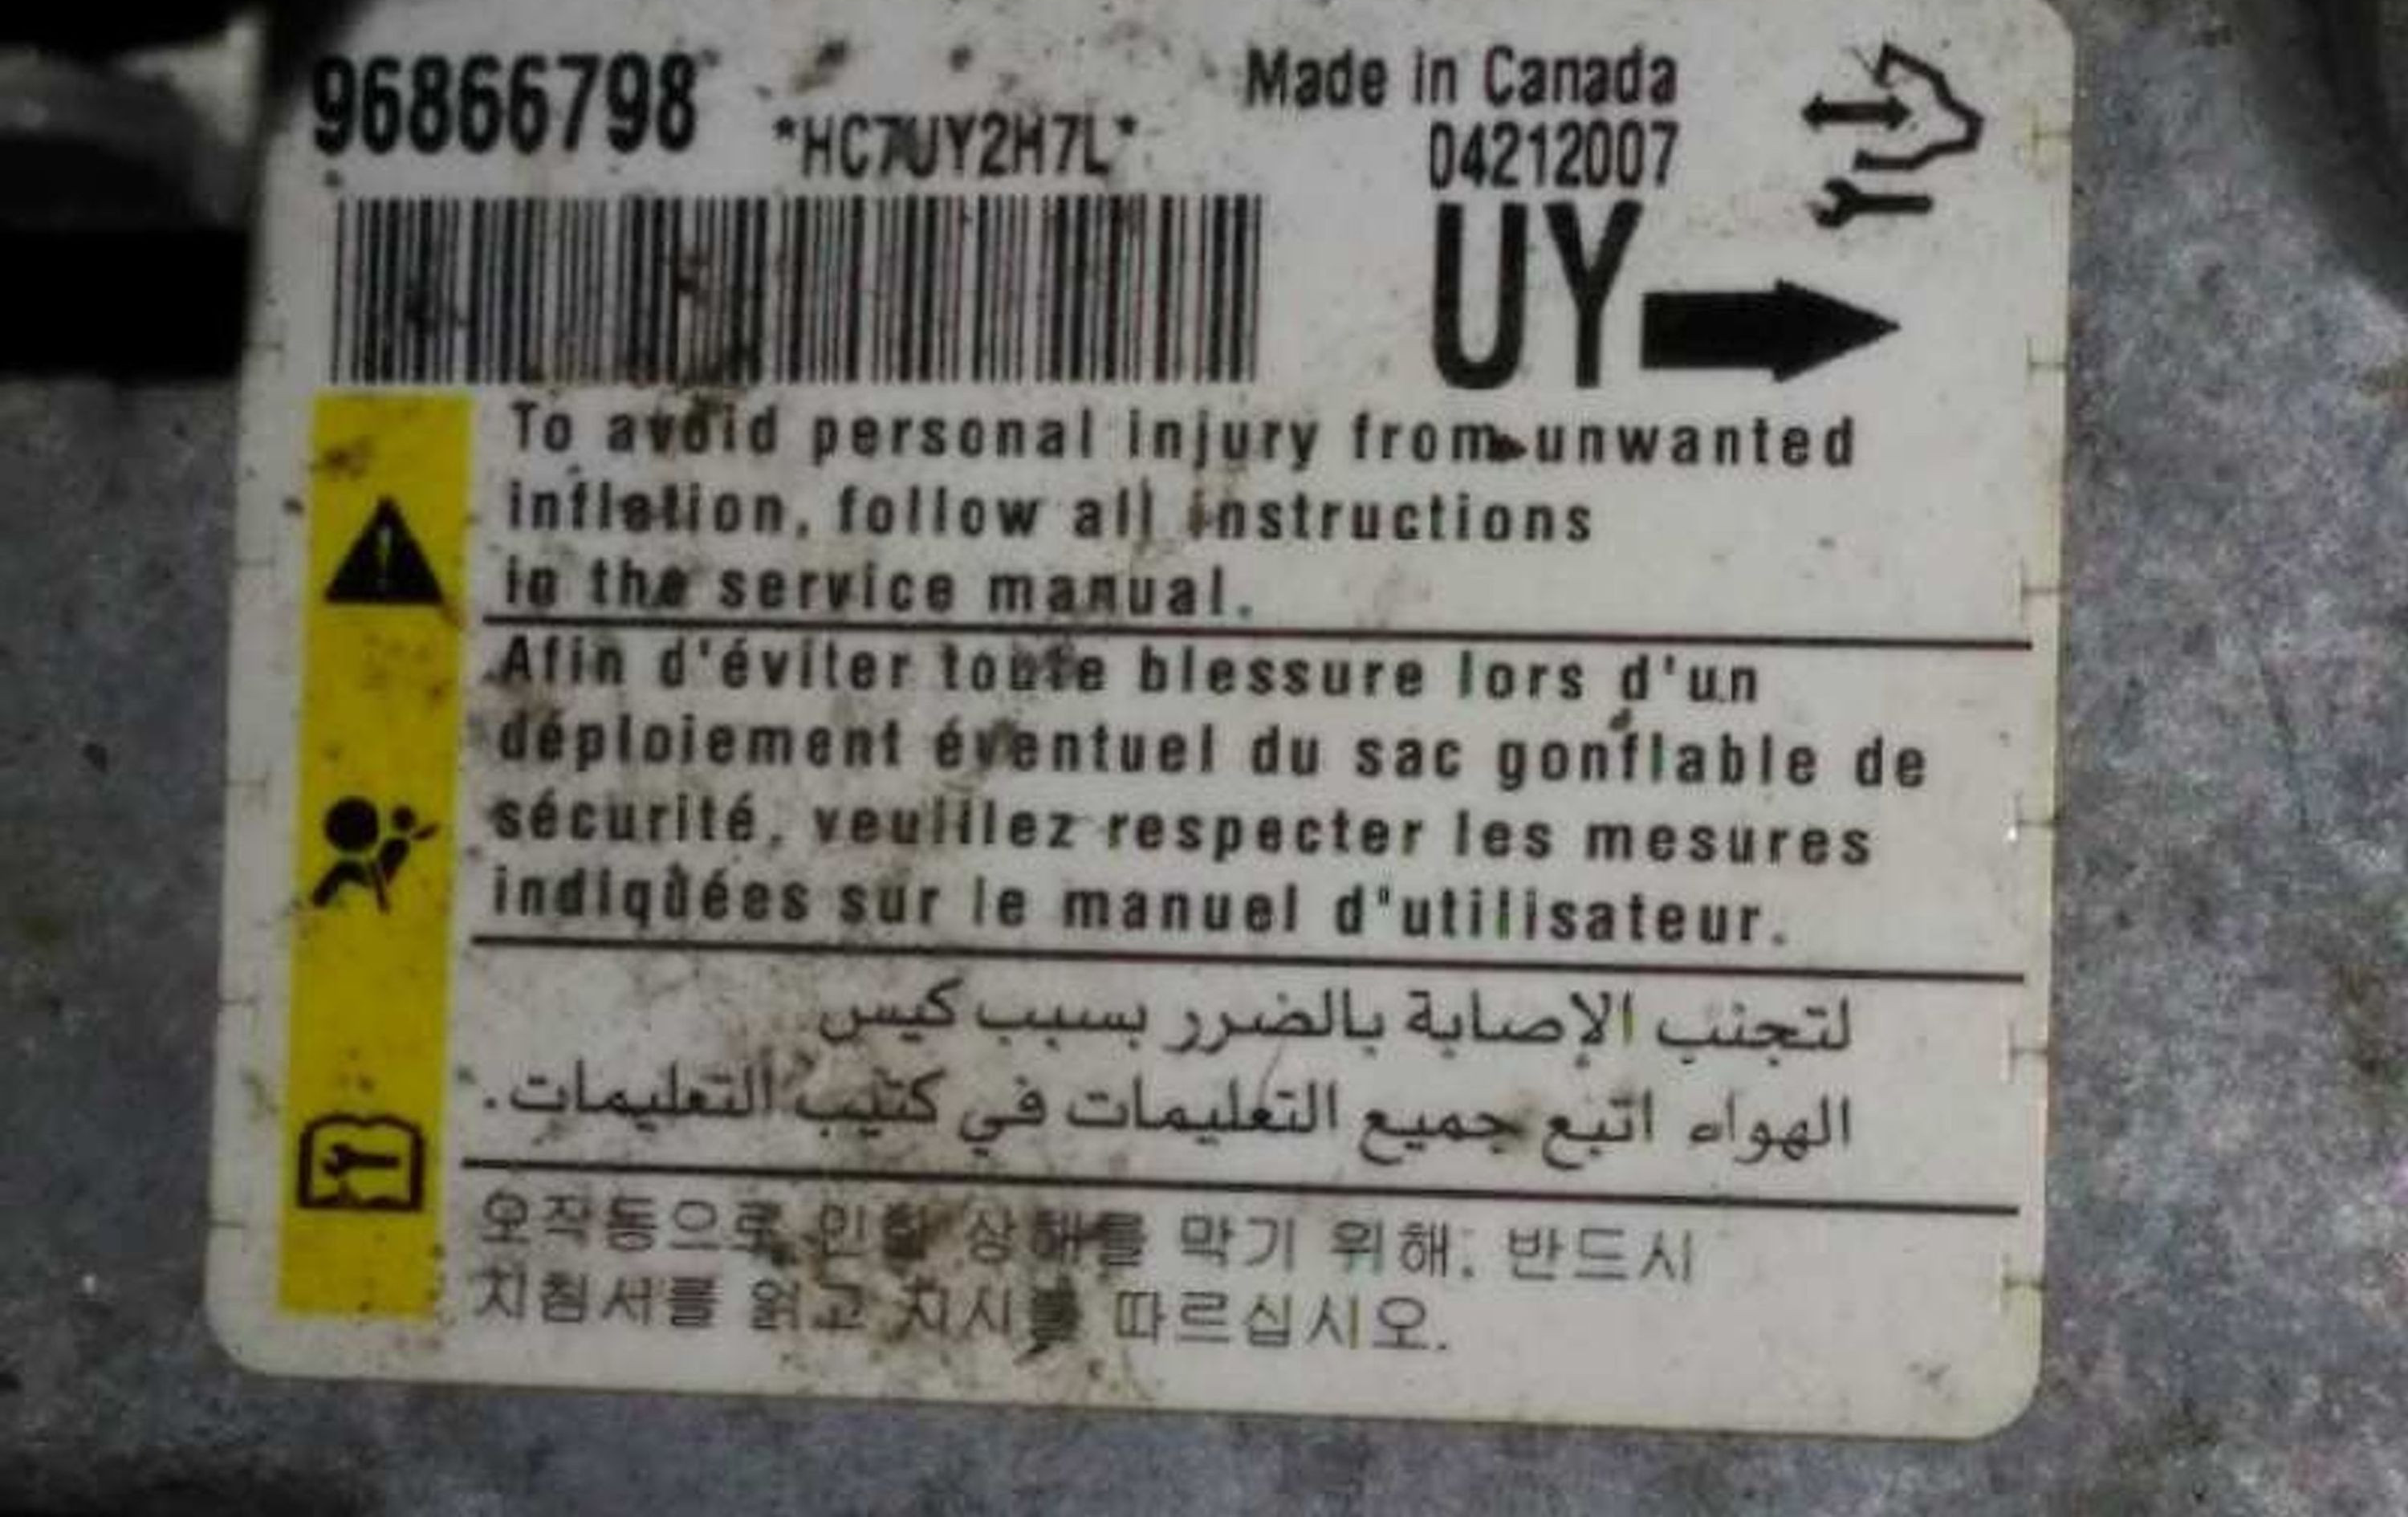 96866798
*HC7UY2H7L*
Made in Canada
04212007
UY
To avoid personal injury from unwanted
inflation, follow all instructions
in the service manual.
Afin d'éviter toute blessure lors d'un
déploiement éventuel du sac gonflable de
sécurité, veuillez respecter les mesures
indiquées sur le manuel d'utilisateur.
لتجنب الإصابة بالضرر بسبب كيس
الهواء اتبع جميع التعليمات في كتيب التعليمات.
오작동으로 인할 상해를 막기 위해, 반드시
지침서를 읽고 지시를 따르십시오.